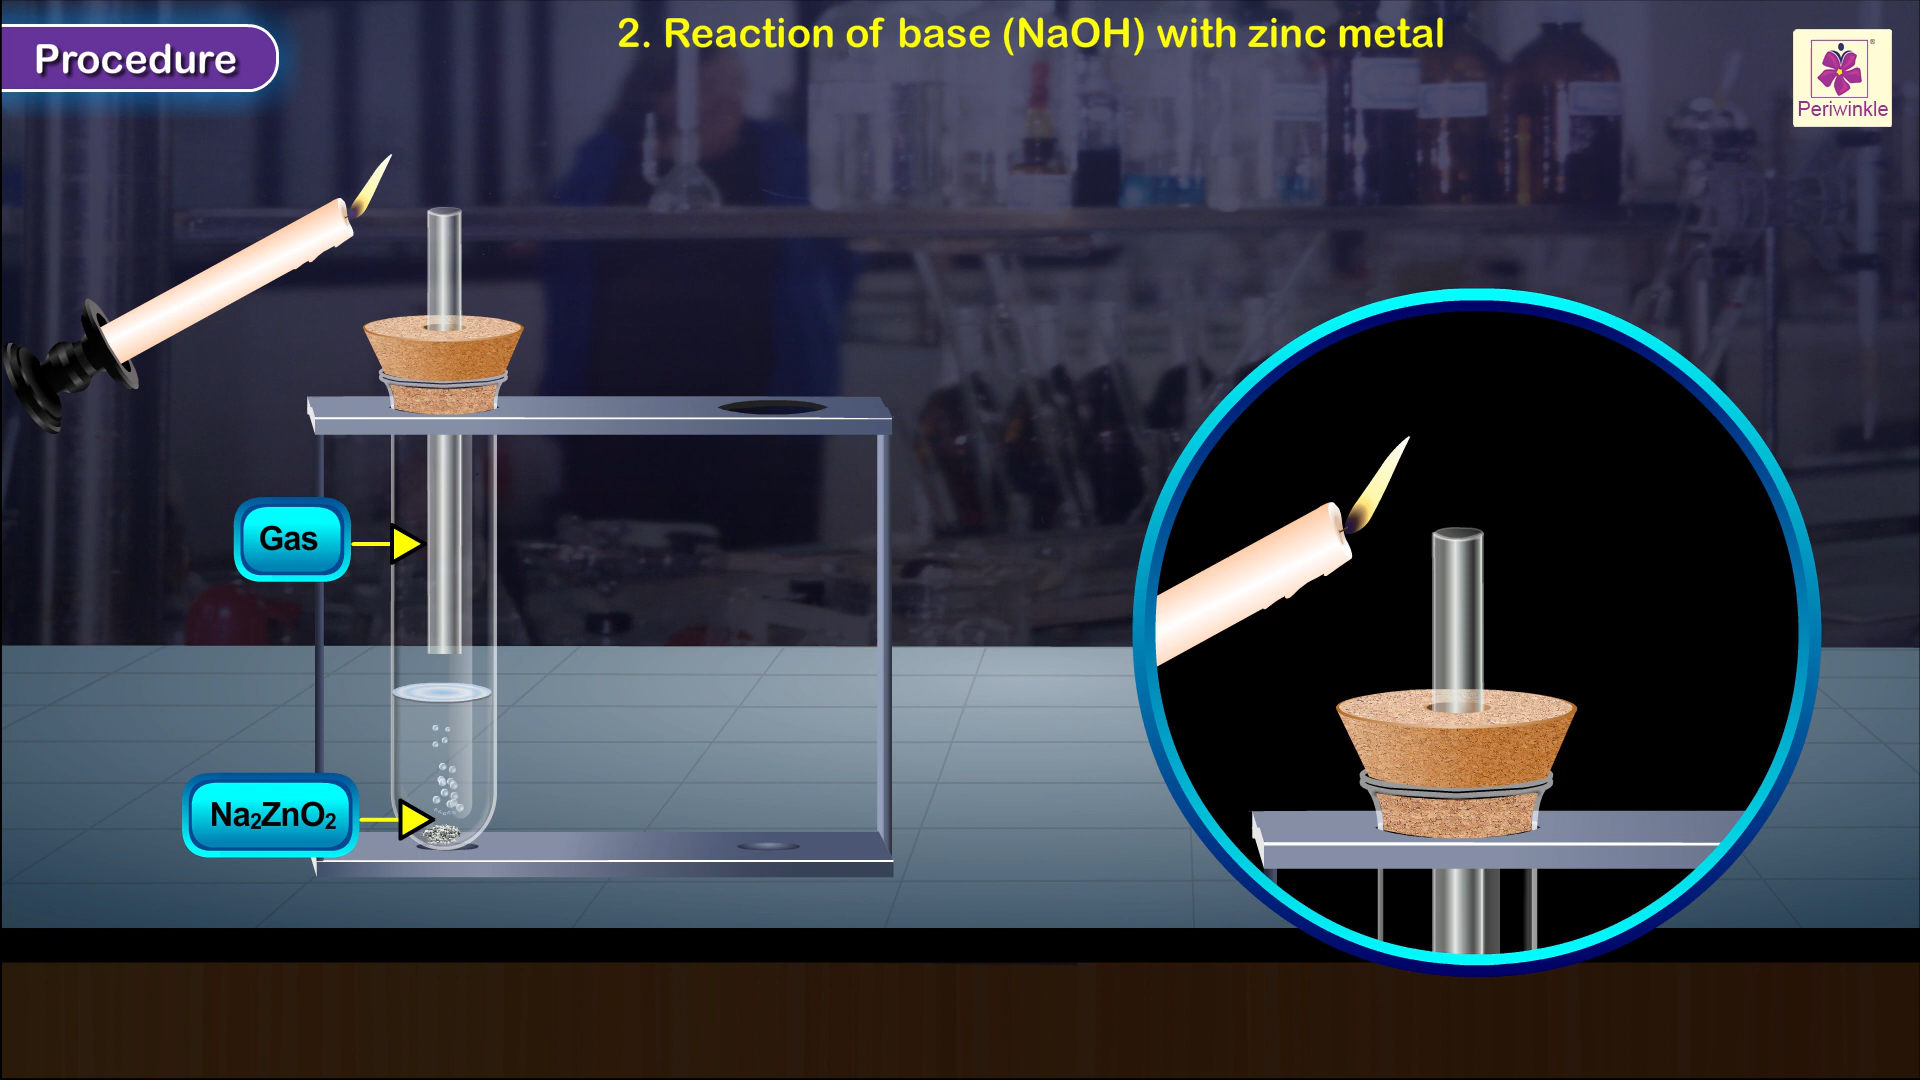 2. Reaction of base (NaOH) with zinc metal
Procedure
Periwinkle
Gas
Na₂ZnO₂